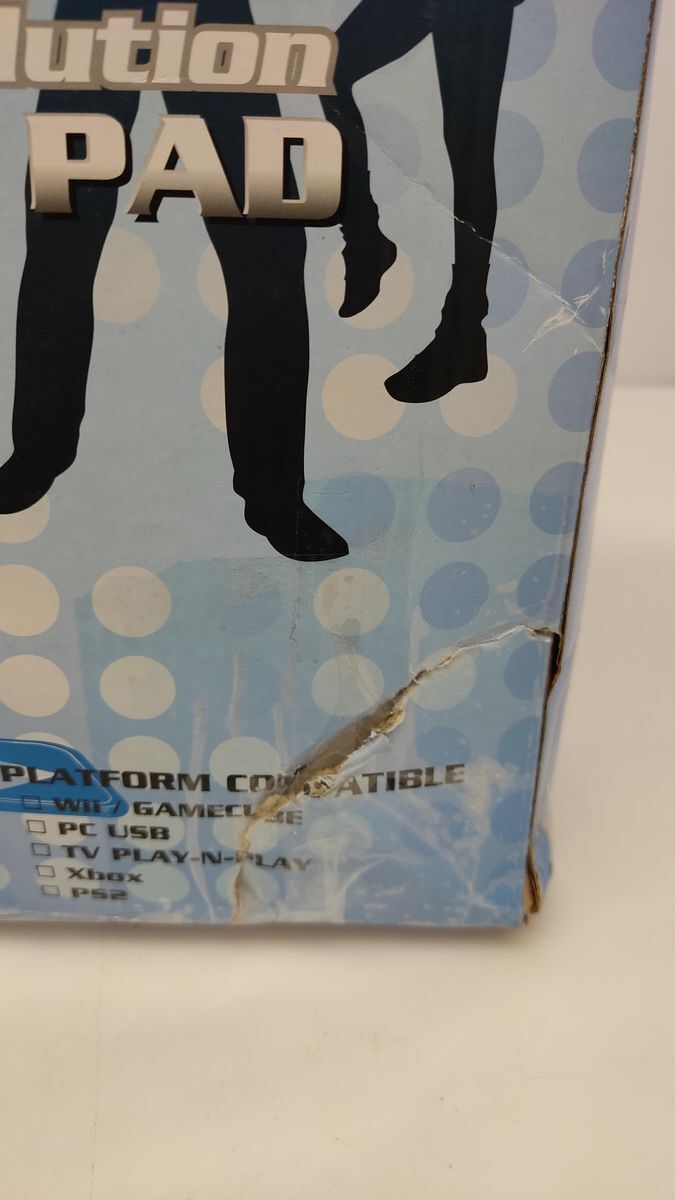 lution
PAD
PLATFORM COMPATIBLE
Wii / GAMECUBE
PC USB
TV PLAY-N-PLAY
Xbox
PS2